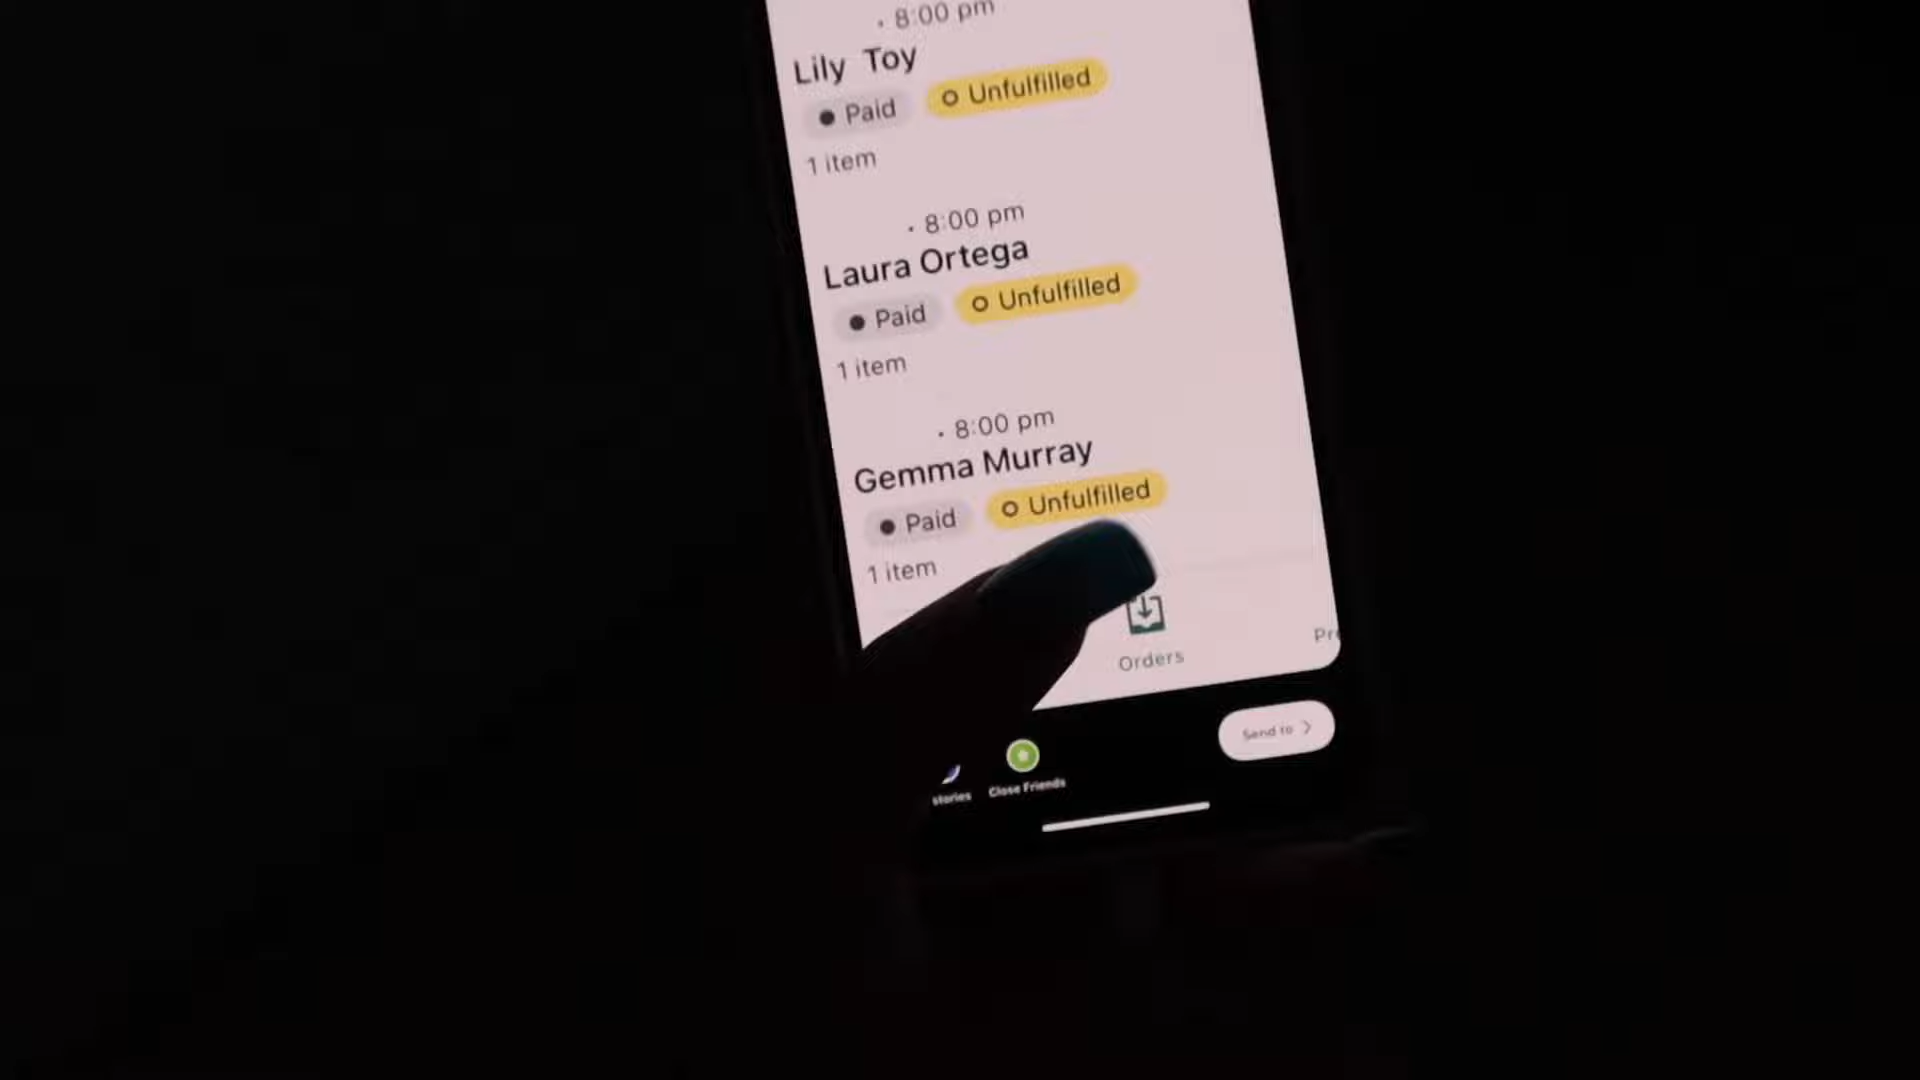 • 8:00 pm
Lily Toy
Paid Unfulfilled
1 item
• 8:00 pm
Laura Ortega
Paid Unfulfilled
1 item
• 8:00 pm
Gemma Murray
Paid Unfulfilled
1 item
Orders
Send to
stories Close Friends